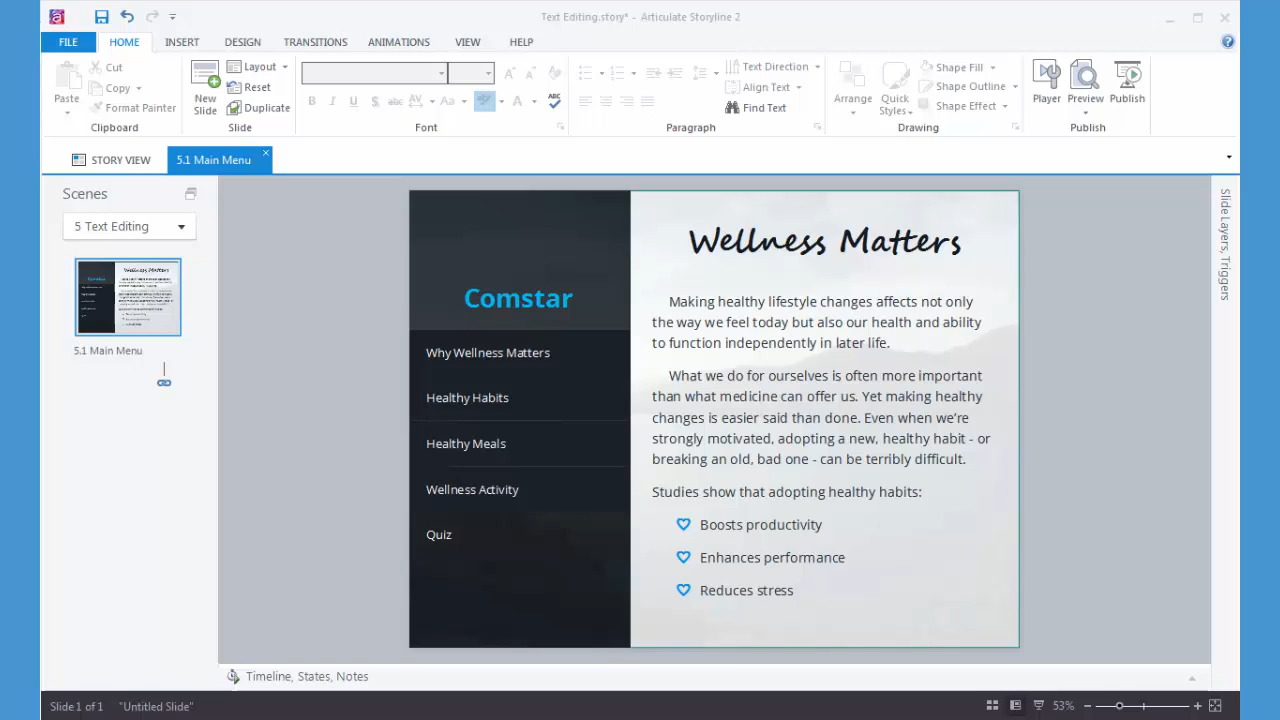 Text Editing.story* - Articulate Storyline 2
FILE HOME INSERT DESIGN TRANSITIONS ANIMATIONS VIEW HELP
Paste
Cut
Copy
Format Painter
Clipboard
New Slide
Layout
Reset
Duplicate
Slide
B I U S abc AV Aa A ABC
Font
Text Direction
Align Text
Find Text
Paragraph
Arrange
Quick Styles
Shape Fill
Shape Outline
Shape Effect
Drawing
Player
Preview
Publish
Publish
STORY VIEW
5.1 Main Menu
Scenes
5 Text Editing
5.1 Main Menu
Comstar
Why Wellness Matters
Healthy Habits
Healthy Meals
Wellness Activity
Quiz
Wellness Matters
Making healthy lifestyle changes affects not only
the way we feel today but also our health and ability
to function independently in later life.
What we do for ourselves is often more important
than what medicine can offer us. Yet making healthy
changes is easier said than done. Even when we’re
strongly motivated, adopting a new, healthy habit - or
breaking an old, bad one - can be terribly difficult.
Studies show that adopting healthy habits:
Boosts productivity
Enhances performance
Reduces stress
Slide Layers, Triggers
Timeline, States, Notes
Slide 1 of 1 "Untitled Slide" 53%